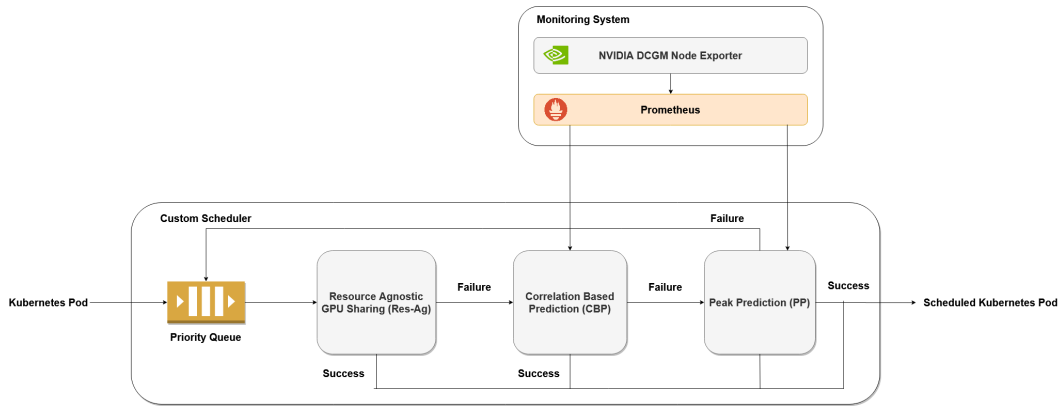 Monitoring System
NVIDIA DCGM Node Exporter
Prometheus
Custom Scheduler
Failure
Kubernetes Pod
Priority Queue
Resource Agnostic
GPU Sharing (Res-Ag)
Failure
Correlation Based
Prediction (CBP)
Failure
Peak Prediction (PP)
Success
Scheduled Kubernetes Pod
Success
Success